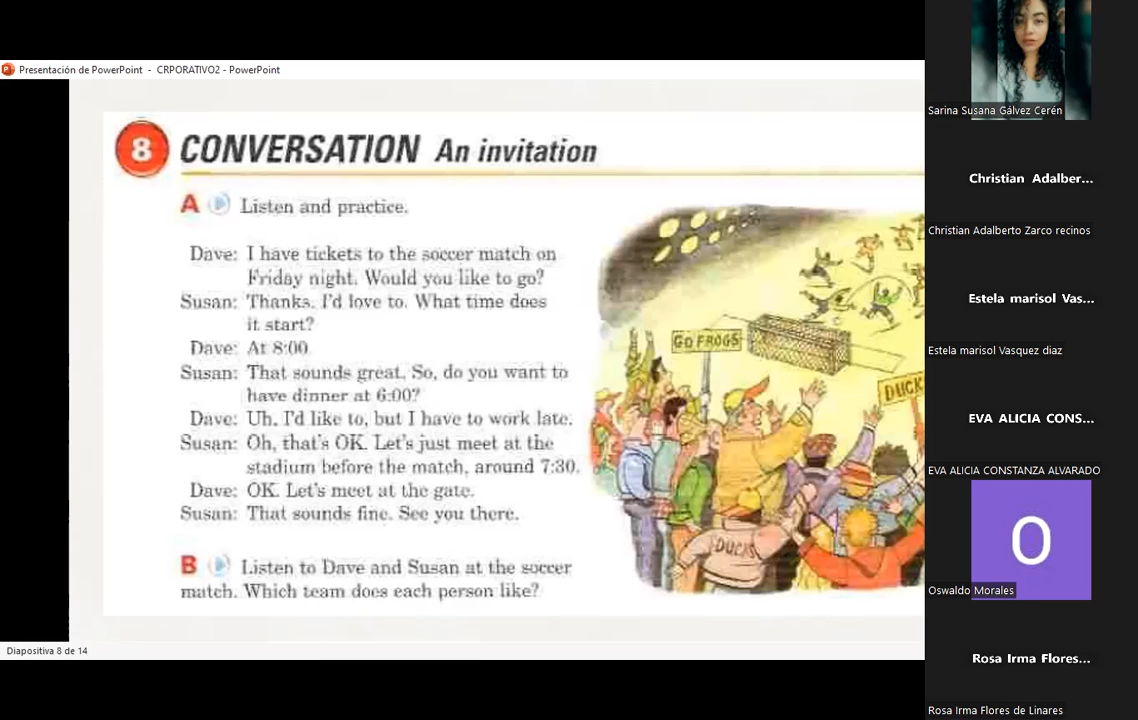 Presentación de PowerPoint - CRPORATIVO2 - PowerPoint
8 CONVERSATION An invitation
A Listen and practice.
Dave: I have tickets to the soccer match on
Friday night. Would you like to go?
Susan: Thanks. I'd love to. What time does
it start?
Dave: At 8:00
Susan: That sounds great. So, do you want to
have dinner at 6:00?
Dave: Uh, I'd like to, but I have to work late.
Susan: Oh, that's OK. Let's just meet at the
stadium before the match, around 7:30.
Dave: OK. Let's meet at the gate.
Susan: That sounds fine. See you there.
B Listen to Dave and Susan at the soccer
match. Which team does each person like?
GO FROGS
DUCK
DUCKS
Diapositiva 8 de 14
Sarina Susana Gálvez Cerén
Christian Adalber...
Christian Adalberto Zarco recinos
Estela marisol Vas...
Estela marisol Vasquez diaz
EVA ALICIA CONS...
EVA ALICIA CONSTANZA ALVARADO
O
Oswaldo Morales
Rosa Irma Flores...
Rosa Irma Flores de Linares